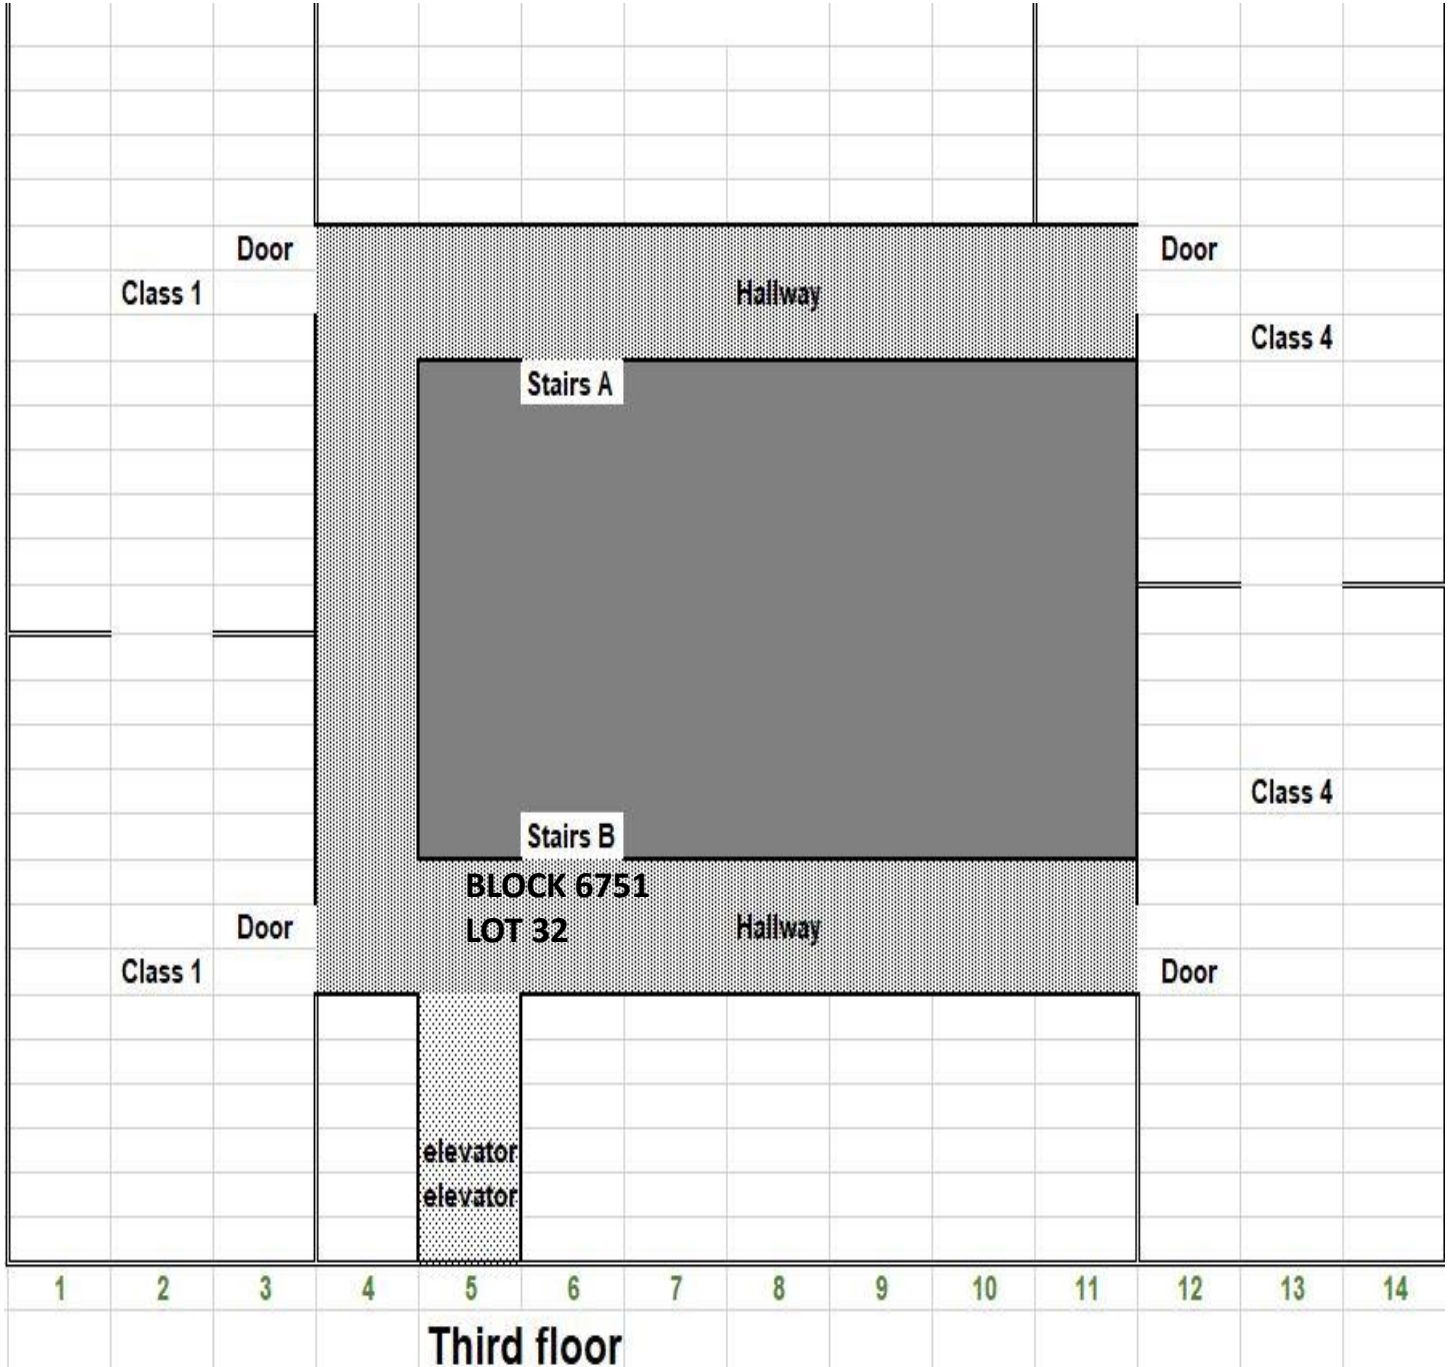 Door Door
Class 1 Hallway
Class 4
Stairs A
Class 4
Stairs B
BLOCK 6751
LOT 32
Door Hallway
Class 1 Door
elevator
elevator
1 2 3 4 5 6 7 8 9 10 11 12 13 14
Third floor